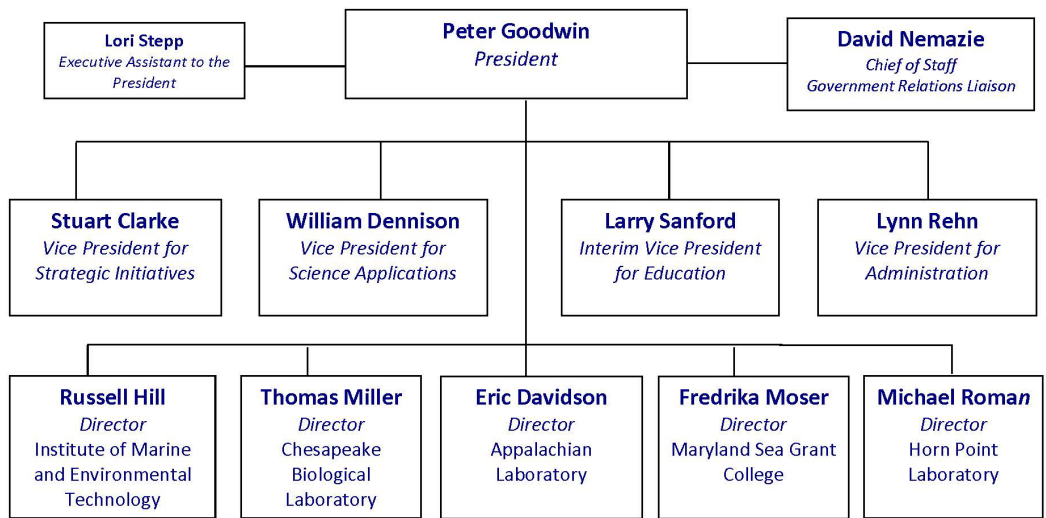 Lori Stepp
Executive Assistant to the
President
Peter Goodwin
President
David Nemazie
Chief of Staff
Government Relations Liaison
Stuart Clarke
Vice President for
Strategic Initiatives
William Dennison
Vice President for
Science Applications
Larry Sanford
Interim Vice President
for Education
Lynn Rehn
Vice President for
Administration
Russell Hill
Director
Institute of Marine
and Environmental
Technology
Thomas Miller
Director
Chesapeake
Biological
Laboratory
Eric Davidson
Director
Appalachian
Laboratory
Fredrika Moser
Director
Maryland Sea Grant
College
Michael Roman
Director
Horn Point
Laboratory